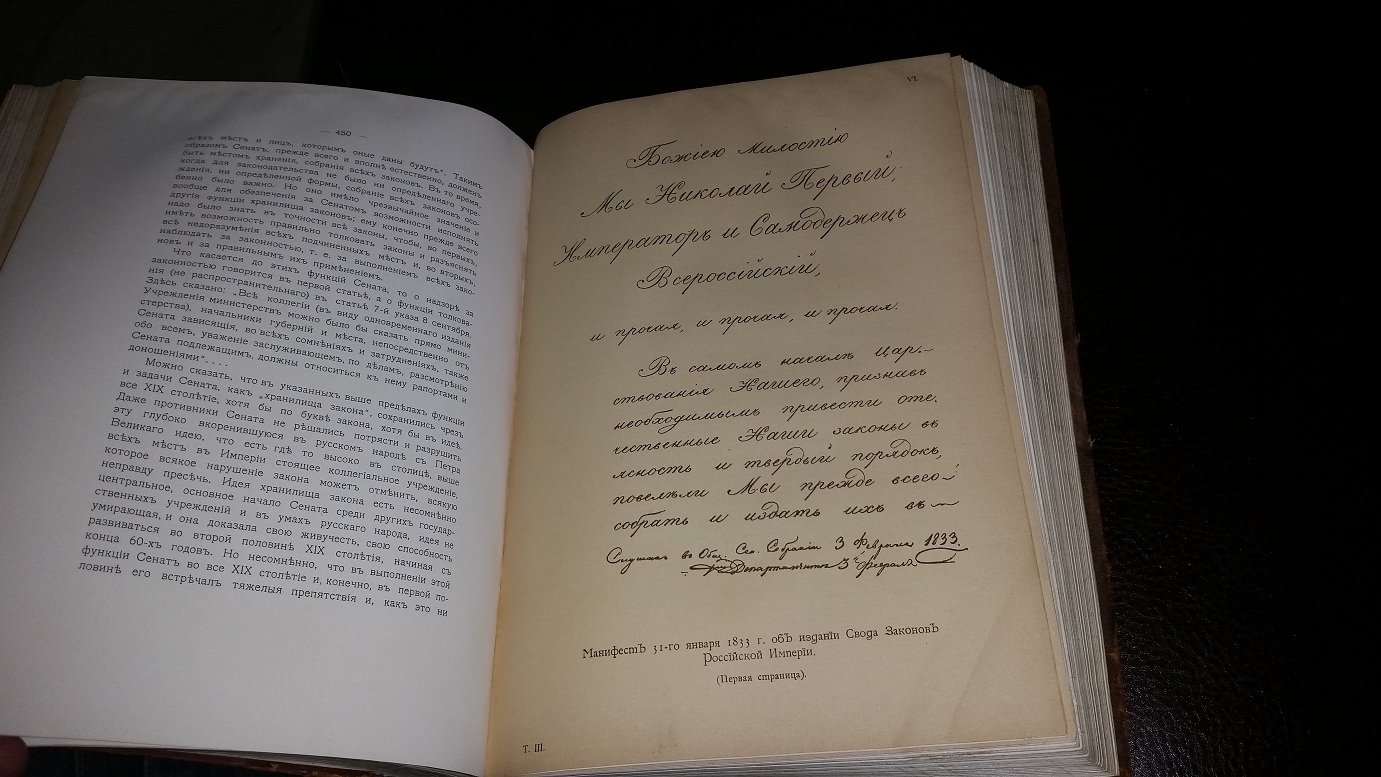 — 450 —
всѣхъ мѣстъ и лицъ, которымъ оные даны будутъ“. Такимъ
образомъ Сенатъ, прежде всего и вполнѣ естественно, долженъ
быть мѣстомъ храненія, собранія всѣхъ законовъ. Въ то время,
когда для законодательства не было ни опредѣленнаго учре-
жденія, ни опредѣленной формы, собраніе всѣхъ законовъ осо-
бенно было важно. Но оно имѣло чрезвычайное значеніе и
вообще для обезпеченія за Сенатомъ возможности исполнять
другія функціи хранилища законовъ; ему конечно прежде всего
надо было знать въ точности всѣ законы, чтобы, во первыхъ,
имѣть возможность правильно толковать законы и разъяснять
всѣ недоразумѣнія всѣхъ подчиненныхъ мѣстъ и, во вторыхъ,
наблюдать за законностью, т. е. за выполненіемъ всѣхъ зако-
новъ и за правильнымъ ихъ примѣненіемъ.
Что касается до этихъ функцій Сената, то о надзорѣ за
законностью говорится въ первой статьѣ, а о функціи толкова-
нія (не распространительнаго) въ статьѣ 7-й указа 8 сентября.
Здѣсь сказано: „Всѣ коллегіи (въ виду одновременнаго изданія
Учрежденія министерствъ можно было бы сказать прямо мини-
стерства), начальники губерній и мѣста, непосредственно отъ
Сената зависящія, во всѣхъ сомнѣніяхъ и затрудненіяхъ, также
обо всемъ, уваженіе заслуживающемъ, по дѣламъ, разсмотрѣнію
Сената подлежащимъ, должны относиться къ нему рапортами и
доношеніями“. . . .
Можно сказать, что въ указанныхъ выше предѣлахъ функціи
и задачи Сената, какъ „хранилища закона“, сохранились чрезъ
все XIX столѣтіе, хотя бы по буквѣ закона, хотя бы въ идеѣ.
Даже противники Сената не рѣшались потрясти и разрушить
эту глубоко вкоренившуюся въ русскомъ народѣ съ Петра
Великаго идею, что есть гдѣ то высоко въ столицѣ, выше
всѣхъ мѣстъ въ Имперіи стоящее коллегіальное учрежденіе,
которое всякое нарушеніе закона можетъ отмѣнить, всякую
неправду пресѣчь. Идея хранилища закона есть несомнѣнно
центральное, основное начало Сената среди другихъ государ-
ственныхъ учрежденій и въ умахъ русскаго народа, идея не
умирающая, и она доказала свою живучесть, свою способность
развиваться во второй половинѣ XIX столѣтія, начиная съ
конца 60-хъ годовъ. Но несомнѣнно, что въ выполненіи этой
функціи Сенатъ во все XIX столѣтіе и, конечно, въ первой по-
ловинѣ его встрѣчалъ тяжелыя препятствія и, какъ это ни
VI.
Божіею милостію
Мы Николай Первый,
Императоръ и Самодержецъ
Всероссійскій,
и прочая, и прочая, и прочая.
Въ самомъ началѣ Цар-
ствованія Нашего, признавъ
необходимымъ привести оте-
чественные Наши законы въ
ясность и твердый порядокъ,
повелѣли Мы прежде всего
собрать и издать ихъ въ
Слушанъ въ Общ. Собраніи 3 Февраля 1833.
Департаментѣ 3 Февраля
Манифестъ 31-го января 1833 г. объ изданіи Свода Законовъ
Россійской Имперіи.
(Первая страница).
Т. III.